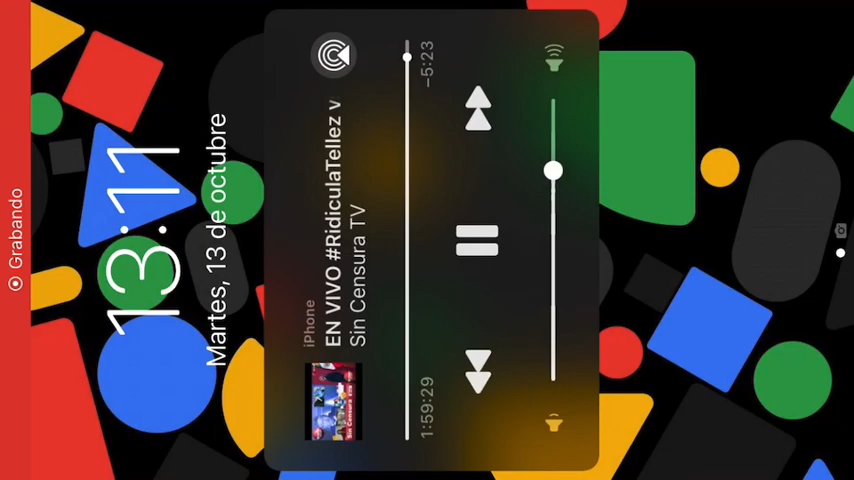 Grabando
13:11
Martes, 13 de octubre
iPhone
EN VIVO #RidiculaTellez v
Sin Censura TV
1:59:29
–5:23